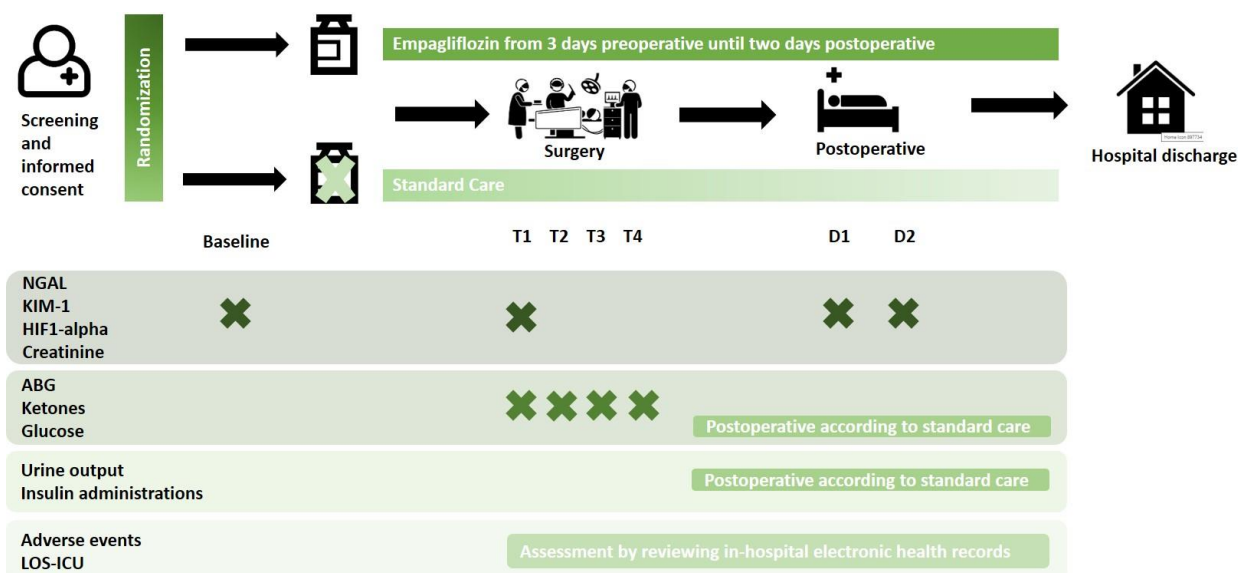 Empagliflozin from 3 days preoperative until two days postoperative
Randomization
Screening
and
informed
consent
Surgery
Postoperative
Hospital discharge
Standard Care
Baseline
T1 T2 T3 T4
D1 D2
NGAL
KIM-1
HIF1-alpha
Creatinine
ABG
Ketones
Glucose
Postoperative according to standard care
Urine output
Insulin administrations
Postoperative according to standard care
Adverse events
LOS-ICU
Assessment by reviewing in-hospital electronic health records